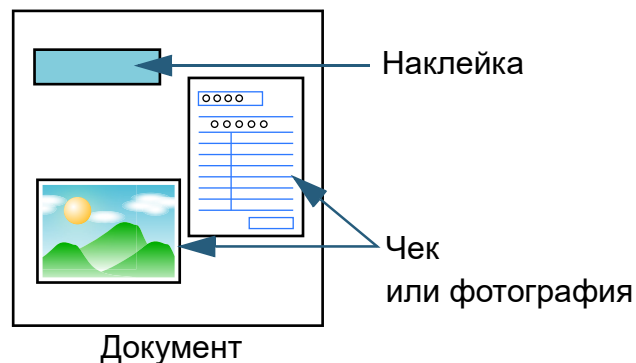 Наклейка
Чек
или фотография
Документ